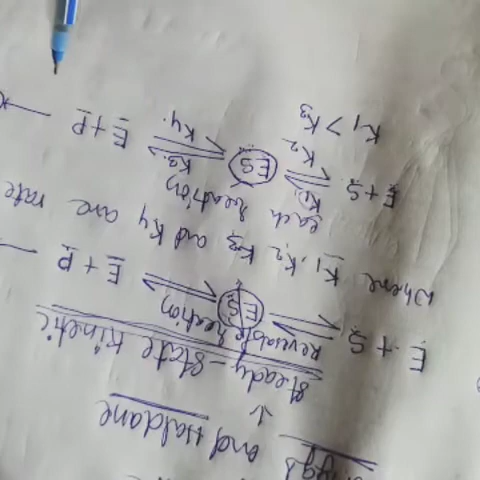 and Haldane
↓
Steady-State Kinetic
Reversible Reaction
E + S ⇌ ES ⇌ E + P
where K1, K2 K3 and K4 are rate
each Reaction
E+S K1 ⇌ K2 ES K3 ⇌ K4 E+P
K1 > K3